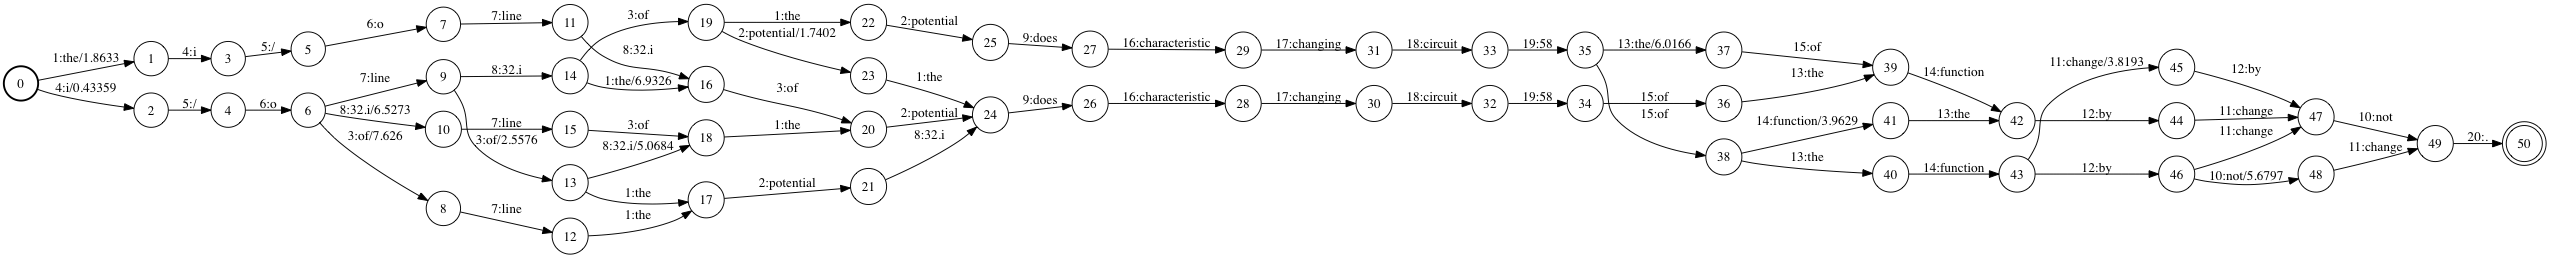 0
1:the/1.8633
4:i/0.43359
1
2
4:i
5:/
3
4
5:/
6:o
5
6
6:o
7:line
8:32.i/6.5273
3:of/7.626
7
9
10
8
7:line
8:32.i
7:line
3:of/2.5576
7:line
11
14
15
13
12
3:of
8:32.i
1:the/6.9326
3:of
8:32.i/5.0684
1:the
1:the
19
16
18
17
1:the
2:potential/1.7402
3:of
1:the
2:potential
22
23
20
21
2:potential
1:the
2:potential
8:32.i
25
24
9:does
9:does
27
26
16:characteristic
16:characteristic
29
28
17:changing
17:changing
31
30
18:circuit
18:circuit
33
32
19:58
19:58
35
34
13:the/6.0166
15:of
15:of
37
36
38
15:of
13:the
14:function/3.9629
13:the
39
41
40
14:function
13:the
14:function
42
43
11:change/3.8193
12:by
12:by
45
44
46
12:by
11:change
11:change
10:not/5.6797
47
48
10:not
11:change
49
20:.
50